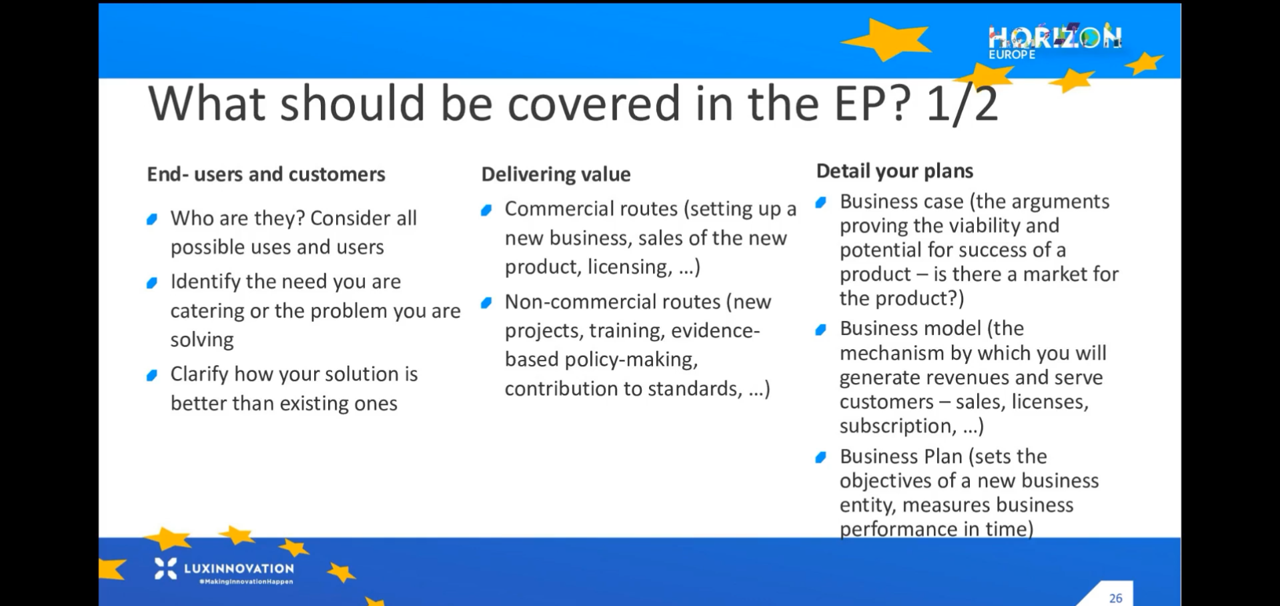 HORIZON
EUROPE
What should be covered in the EP? 1/2
End- users and customers
Who are they? Consider all
possible uses and users
Identify the need you are
catering or the problem you are
solving
Clarify how your solution is
better than existing ones
Delivering value
Commercial routes (setting up a
new business, sales of the new
product, licensing, …)
Non-commercial routes (new
projects, training, evidence-
based policy-making,
contribution to standards, …)
Detail your plans
Business case (the arguments
proving the viability and
potential for success of a
product – is there a market for
the product?)
Business model (the
mechanism by which you will
generate revenues and serve
customers – sales, licenses,
subscription, …)
Business Plan (sets the
objectives of a new business
entity, measures business
performance in time)
LUXINNOVATION
#MakingInnovationHappen
26